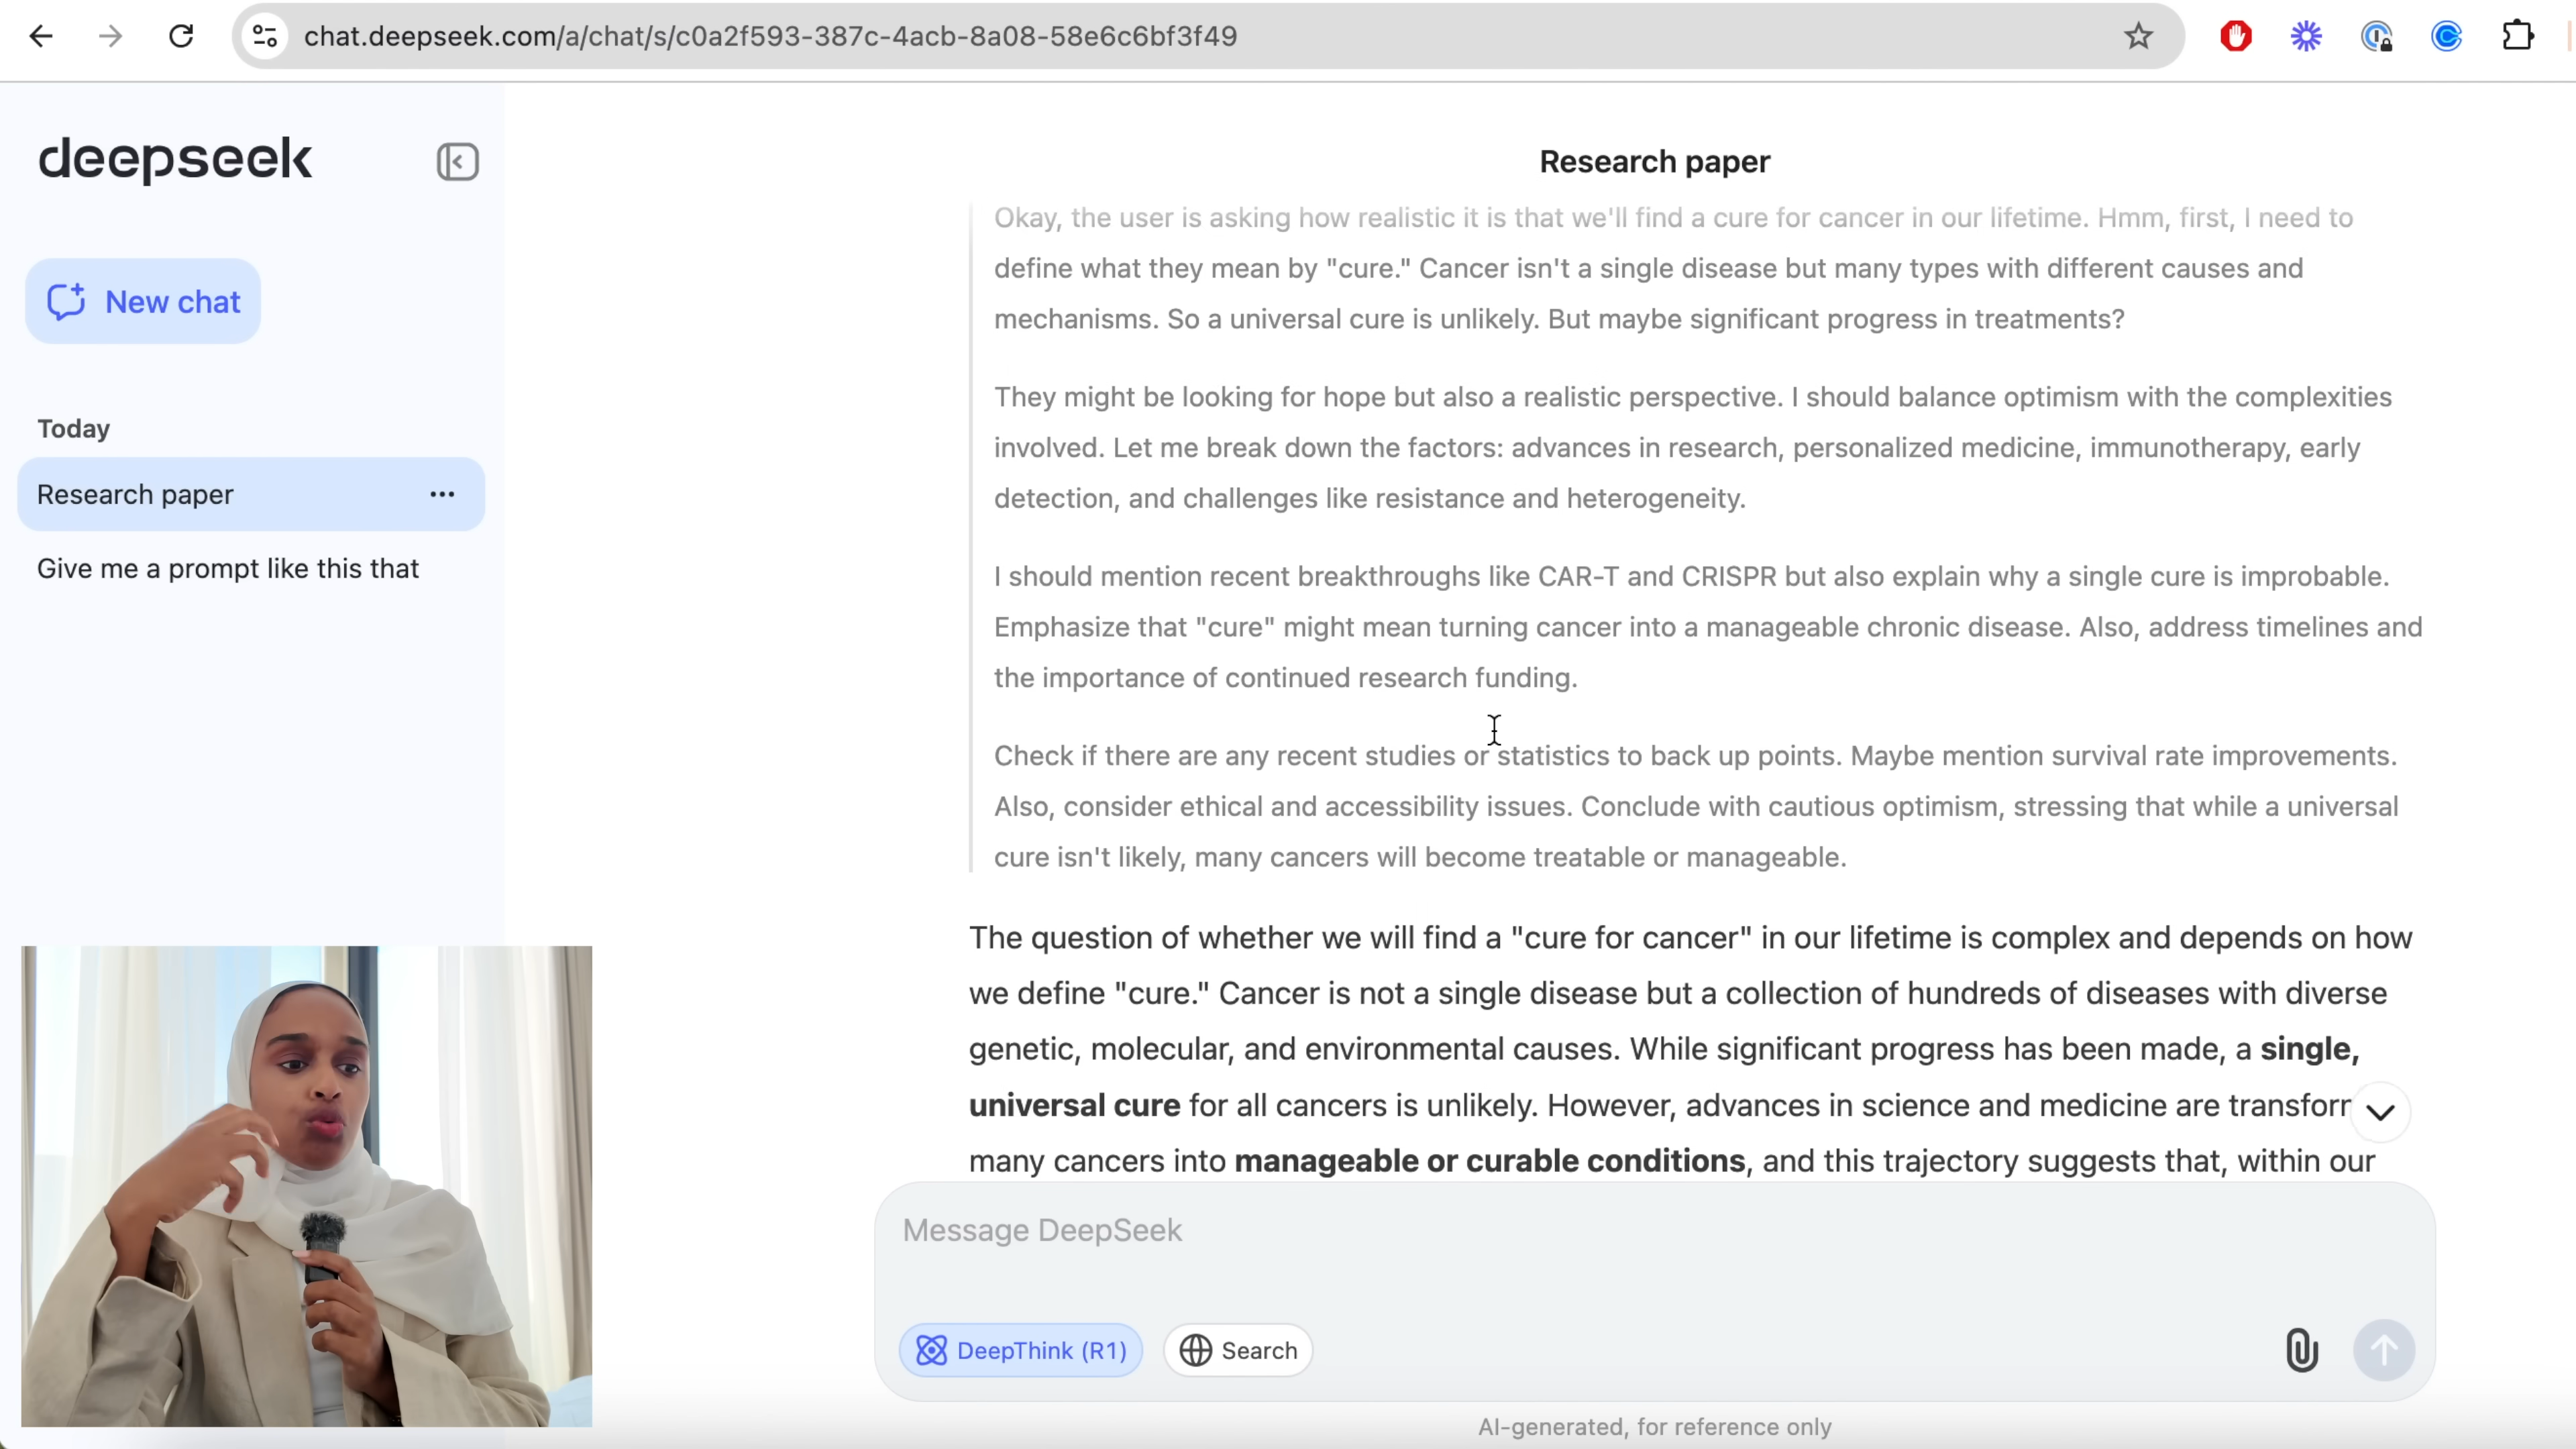 chat.deepseek.com/a/chat/s/c0a2f593-387c-4acb-8a08-58e6c6bf3f49
deepseek
New chat
Today
Research paper
Give me a prompt like this that
Research paper
Okay, the user is asking how realistic it is that we'll find a cure for cancer in our lifetime. Hmm, first, I need to
define what they mean by "cure." Cancer isn't a single disease but many types with different causes and
mechanisms. So a universal cure is unlikely. But maybe significant progress in treatments?
They might be looking for hope but also a realistic perspective. I should balance optimism with the complexities
involved. Let me break down the factors: advances in research, personalized medicine, immunotherapy, early
detection, and challenges like resistance and heterogeneity.
I should mention recent breakthroughs like CAR-T and CRISPR but also explain why a single cure is improbable.
Emphasize that "cure" might mean turning cancer into a manageable chronic disease. Also, address timelines and
the importance of continued research funding.
Check if there are any recent studies or statistics to back up points. Maybe mention survival rate improvements.
Also, consider ethical and accessibility issues. Conclude with cautious optimism, stressing that while a universal
cure isn't likely, many cancers will become treatable or manageable.
The question of whether we will find a "cure for cancer" in our lifetime is complex and depends on how
we define "cure." Cancer is not a single disease but a collection of hundreds of diseases with diverse
genetic, molecular, and environmental causes. While significant progress has been made, a single,
universal cure for all cancers is unlikely. However, advances in science and medicine are transforr
many cancers into manageable or curable conditions, and this trajectory suggests that, within our
Message DeepSeek
DeepThink (R1)
Search
AI-generated, for reference only